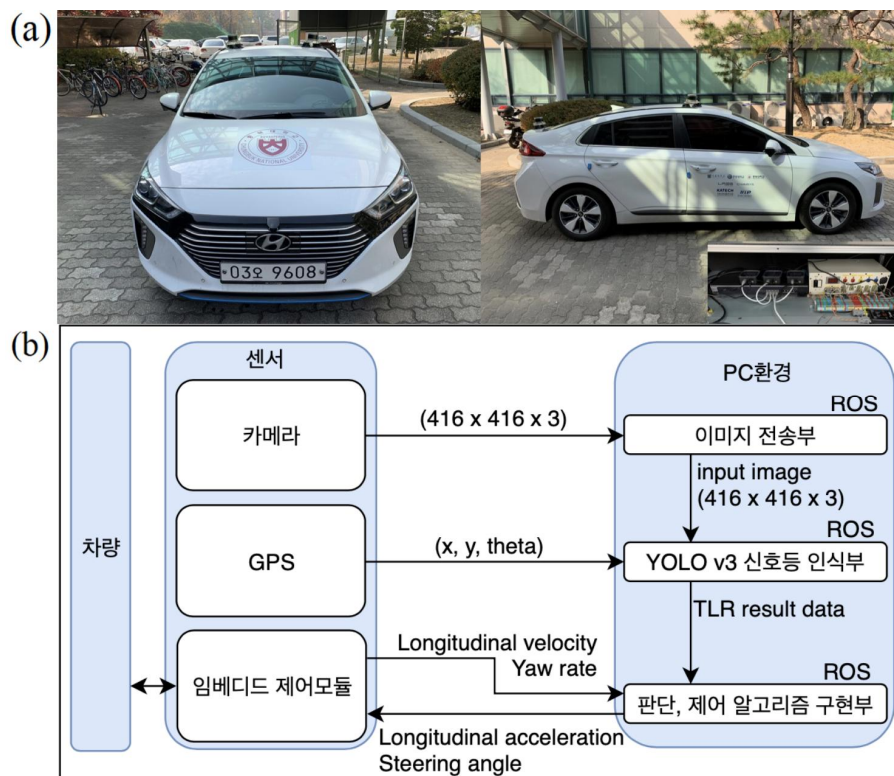 (a)
03오 9608
KATECH
(b)
센서
PC환경
ROS
카메라
(416 x 416 x 3)
이미지 전송부
input image
(416 x 416 x 3)
ROS
차량
GPS
(x, y, theta)
YOLO v3 신호등 인식부
TLR result data
Longitudinal velocity
Yaw rate
ROS
임베디드 제어모듈
판단, 제어 알고리즘 구현부
Longitudinal acceleration
Steering angle